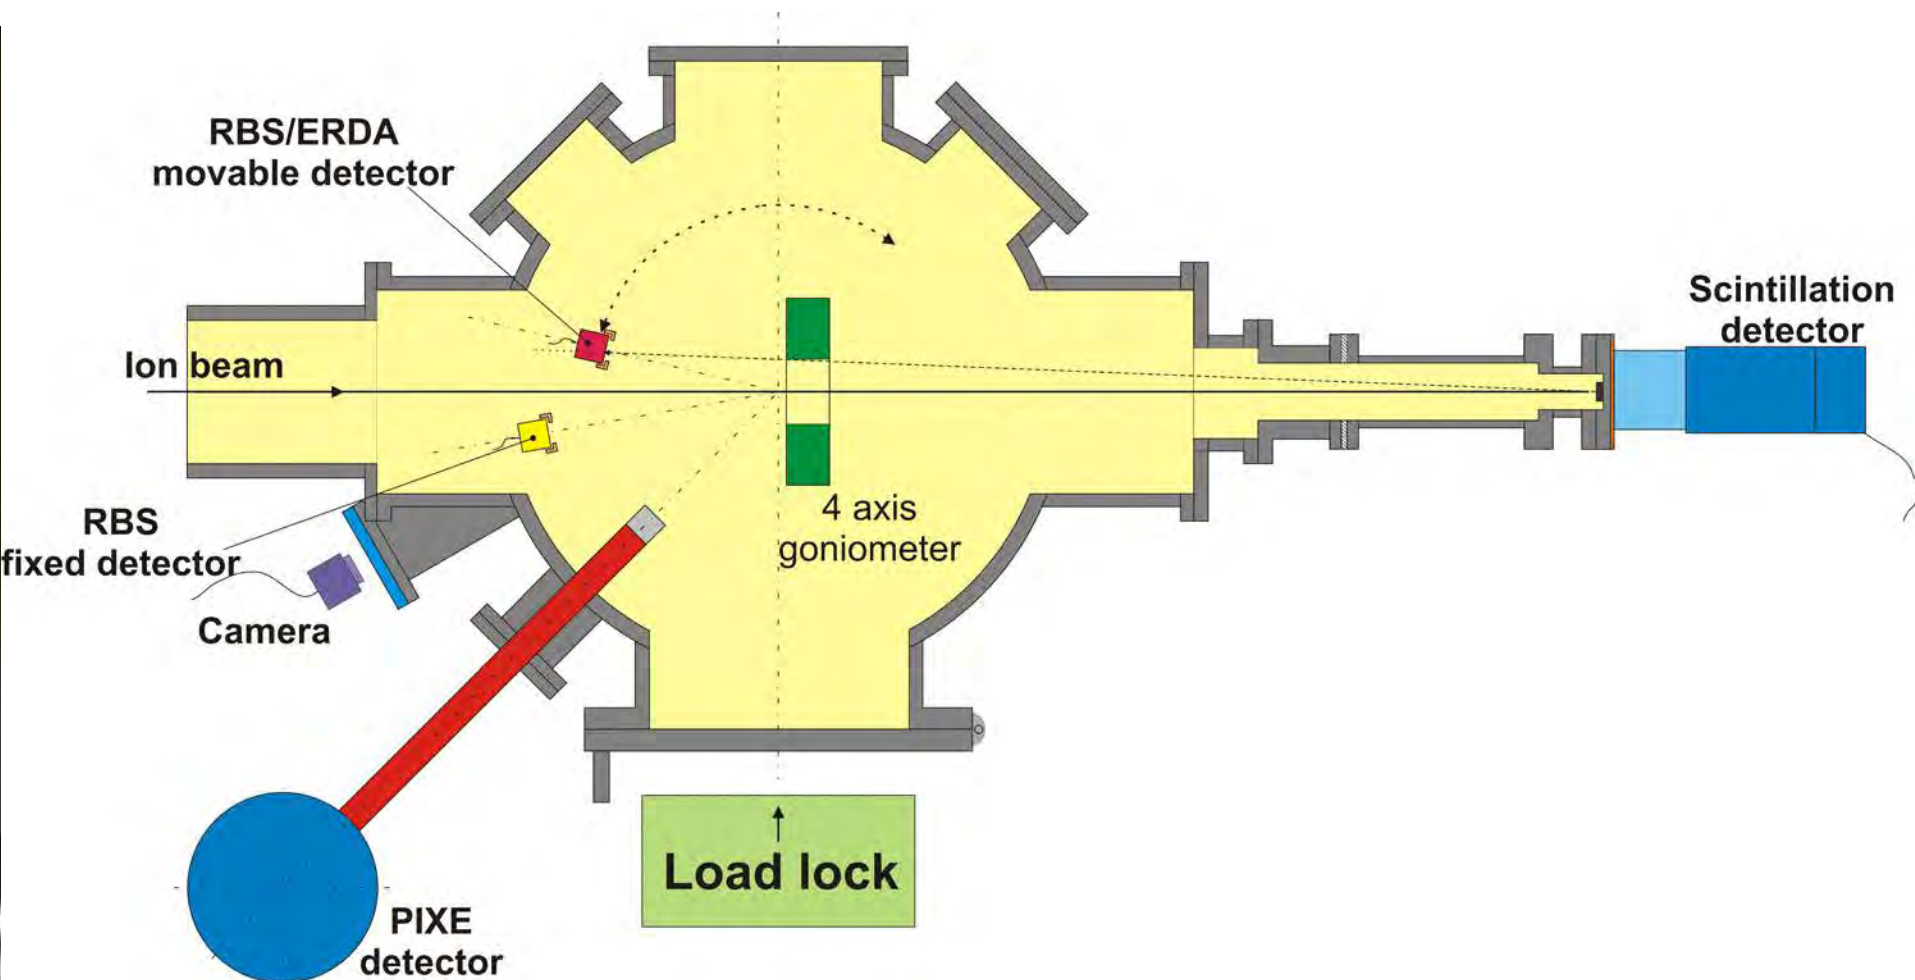 RBS/ERDA
movable detector
Scintillation
detector
Ion beam
4 axis
goniometer
RBS
fixed detector
Camera
Load lock
PIXE
detector